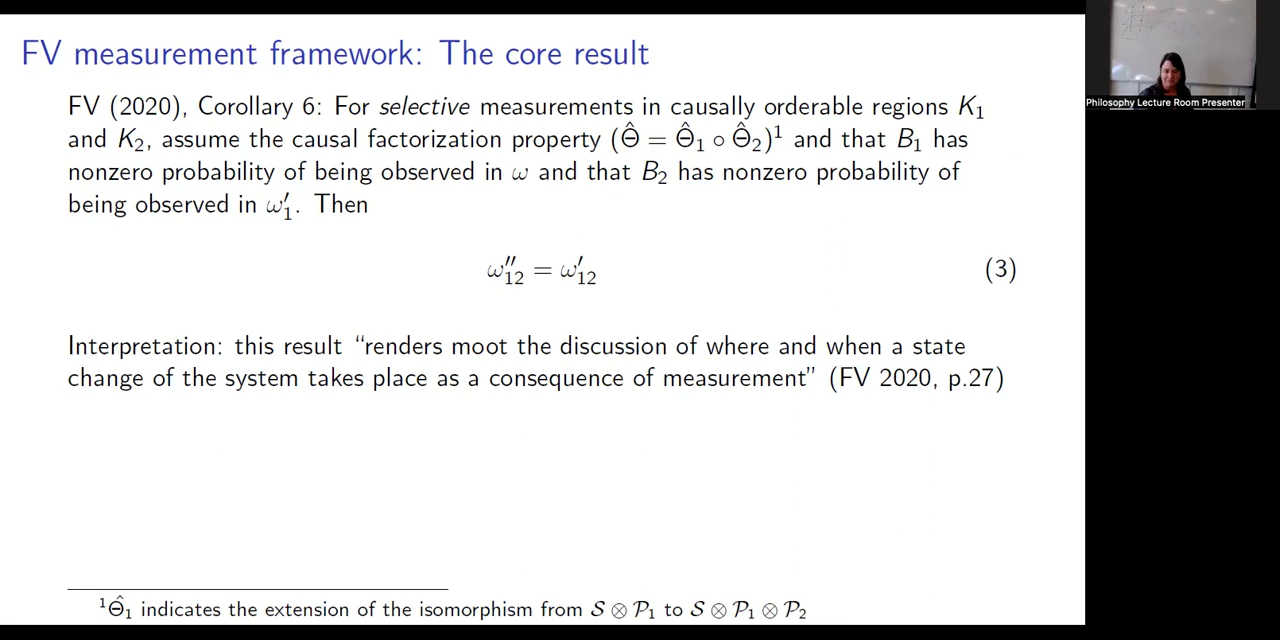 FV measurement framework: The core result
FV (2020), Corollary 6: For selective measurements in causally orderable regions K₁
and K₂, assume the causal factorization property (Θ̂ = Θ̂₁ ∘ Θ̂₂)¹ and that B₁ has
nonzero probability of being observed in ω and that B₂ has nonzero probability of
being observed in ω′₁. Then
ω″₁₂ = ω′₁₂ (3)
Interpretation: this result “renders moot the discussion of where and when a state
change of the system takes place as a consequence of measurement” (FV 2020, p.27)
¹Θ̂₁ indicates the extension of the isomorphism from 𝒮 ⊗ 𝒫₁ to 𝒮 ⊗ 𝒫₁ ⊗ 𝒫₂
Philosophy Lecture Room Presenter